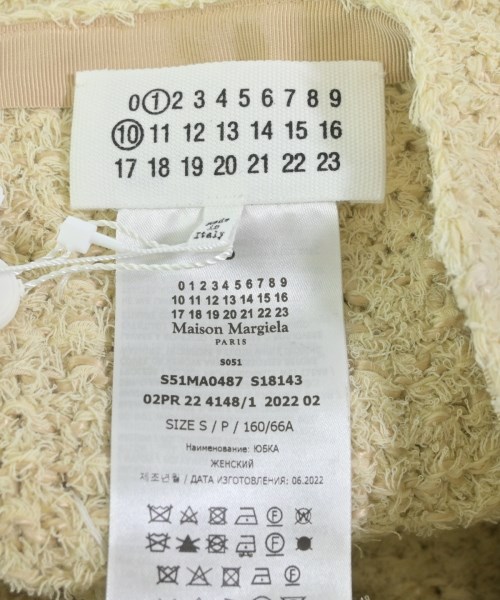 0 1 2 3 4 5 6 7 8 9
10 11 12 13 14 15 16
17 18 19 20 21 22 23
made
in
Italy
0 1 2 3 4 5 6 7 8 9
10 11 12 13 14 15 16
17 18 19 20 21 22 23
Maison Margiela
PARIS
S051
S51MA0487 S18143
02PR 22 4148/1 2022 02
SIZE S / P / 160/66A
Наименование: ЮБКА
ЖЕНСКИЙ
제조년월 / ДАТА ИЗГОТОВЛЕНИЯ: 06.2022